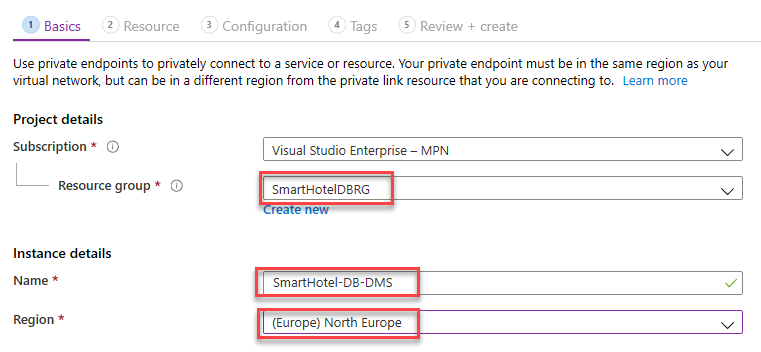 1 Basics 2 Resource 3 Configuration 4 Tags 5 Review + create
Use private endpoints to privately connect to a service or resource. Your private endpoint must be in the same region as your
virtual network, but can be in a different region from the private link resource that you are connecting to. Learn more
Project details
Subscription * Visual Studio Enterprise – MPN
Resource group * SmartHotelDBRG
Create new
Instance details
Name * SmartHotel-DB-DMS
Region * (Europe) North Europe